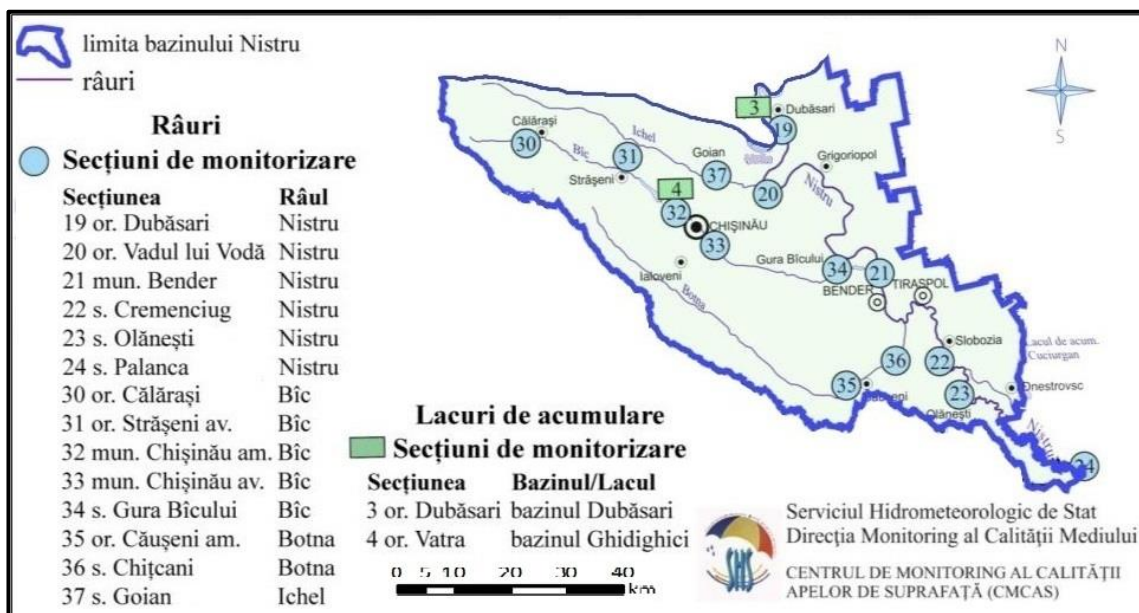 limita bazinului Nistru
râuri
Râuri
Secțiuni de monitorizare
Secțiunea Râul
19 or. Dubăsari Nistru
20 or. Vadul lui Vodă Nistru
21 mun. Bender Nistru
22 s. Cremenciug Nistru
23 s. Olănești Nistru
24 s. Palanca Nistru
30 or. Călărași Bîc
31 or. Strășeni av. Bîc
32 mun. Chișinău am. Bîc
33 mun. Chișinău av. Bîc
34 s. Gura Bîcului Bîc
35 or. Căușeni am. Botna
36 s. Chițcani Botna
37 s. Goian Ichel
Lacuri de acumulare
Secțiuni de monitorizare
Secțiunea Bazinul/Lacul
3 or. Dubăsari bazinul Dubăsari
4 or. Vatra bazinul Ghidighici
0 5 10 20 30 40
km
N
S
3
Dubăsari
19
Călărași
30
Ichel
Bîc
31
Goian
37
Strășeni
Grigoriopol
20
Nistru
4
32
CHIȘINĂU
33
Ialoveni
Gura Bîcului
34
21
TIRASPOL
BENDER
Botna
Slobozia
Lacul de acum.
Cuciurgan
36
22
35
Dnestrovsc
23
Olănești
Nistru
24
Serviciul Hidrometeorologic de Stat
Direcția Monitoring al Calității Mediului
CENTRUL DE MONITORING AL CALITĂȚII
APELOR DE SUPRAFAȚĂ (CMCAS)
SHS